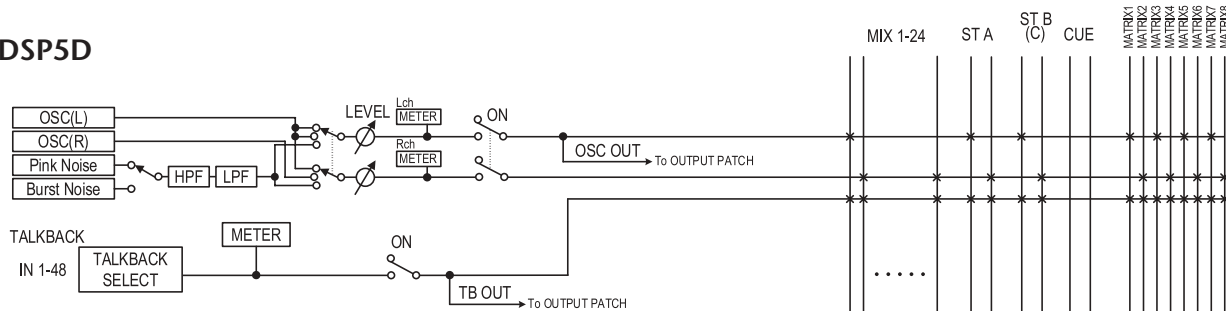 DSP5D
MIX 1-24
ST A
ST B
(C)
CUE
MATRIX1
MATRIX2
MATRIX3
MATRIX4
MATRIX5
MATRIX6
MATRIX7
MATRIX8
OSC(L)
OSC(R)
Pink Noise
Burst Noise
HPF
LPF
LEVEL
Lch
METER
Rch
METER
ON
OSC OUT
To OUTPUT PATCH
TALKBACK
IN 1-48
TALKBACK
SELECT
METER
ON
TB OUT
To OUTPUT PATCH
.....